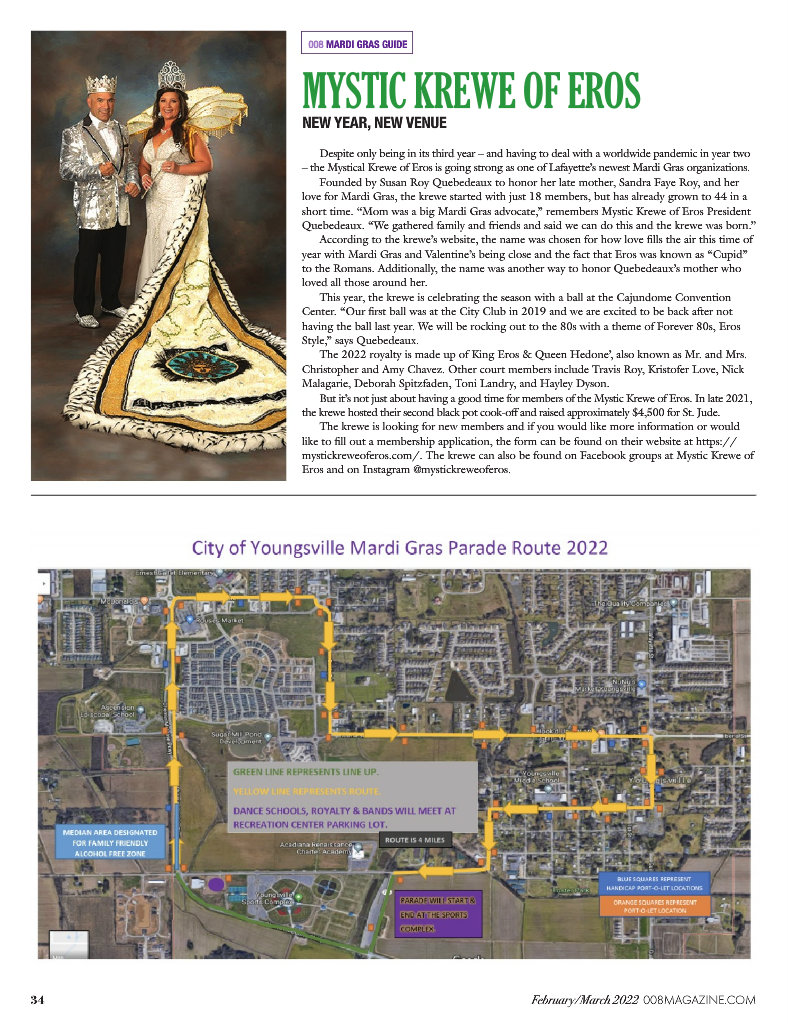 008 MARDI GRAS GUIDE
MYSTIC KREWE OF EROS
NEW YEAR, NEW VENUE
Despite only being in its third year – and having to deal with a worldwide pandemic in year two
– the Mystical Krewe of Eros is going strong as one of Lafayette's newest Mardi Gras organizations.
Founded by Susan Roy Quebedeaux to honor her late mother, Sandra Faye Roy, and her
love for Mardi Gras, the krewe started with just 18 members, but has already grown to 44 in a
short time. “Mom was a big Mardi Gras advocate,” remembers Mystic Krewe of Eros President
Quebedeaux. “We gathered family and friends and said we can do this and the krewe was born.”
According to the krewe's website, the name was chosen for how love fills the air this time of
year with Mardi Gras and Valentine's being close and the fact that Eros was known as “Cupid”
to the Romans. Additionally, the name was another way to honor Quebedeaux's mother who
loved all those around her.
This year, the krewe is celebrating the season with a ball at the Cajundome Convention
Center. “Our first ball was at the City Club in 2019 and we are excited to be back after not
having the ball last year. We will be rocking out to the 80s with a theme of Forever 80s, Eros
Style,” says Quebedeaux.
The 2022 royalty is made up of King Eros & Queen Hedone’, also known as Mr. and Mrs.
Christopher and Amy Chavez. Other court members include Travis Roy, Kristofer Love, Nick
Malagarie, Deborah Spitzfaden, Toni Landry, and Hayley Dyson.
But it's not just about having a good time for members of the Mystic Krewe of Eros. In late 2021,
the krewe hosted their second black pot cook-off and raised approximately $4,500 for St. Jude.
The krewe is looking for new members and if you would like more information or would
like to fill out a membership application, the form can be found on their website at https://
mystickreweoferos.com/. The krewe can also be found on Facebook groups at Mystic Krewe of
Eros and on Instagram @mystickreweoferos.
City of Youngsville Mardi Gras Parade Route 2022
Ernest Gallet Elementary
McDonald's
Rouses Market
The Quality Companies
NuNu's
Market Youngsville
Ascension
Episcopal School
Sugar Mill Pond
Development
Youngsville
Middle School
Youngsville
GREEN LINE REPRESENTS LINE UP.
YELLOW LINE REPRESENTS ROUTE.
DANCE SCHOOLS, ROYALTY & BANDS WILL MEET AT
RECREATION CENTER PARKING LOT.
MEDIAN AREA DESIGNATED
FOR FAMILY FRIENDLY
ALCOHOL FREE ZONE
ROUTE IS 4 MILES
Acadiana Renaissance
Charter Academy
Youngsville
Sports Complex
PARADE WILL START &
END AT THE SPORTS
COMPLEX
BLUE SQUARES REPRESENT
HANDICAP PORT-O-LET LOCATIONS
ORANGE SQUARES REPRESENT
PORT-O-LET LOCATION
Google
34
February/March 2022 008MAGAZINE.COM